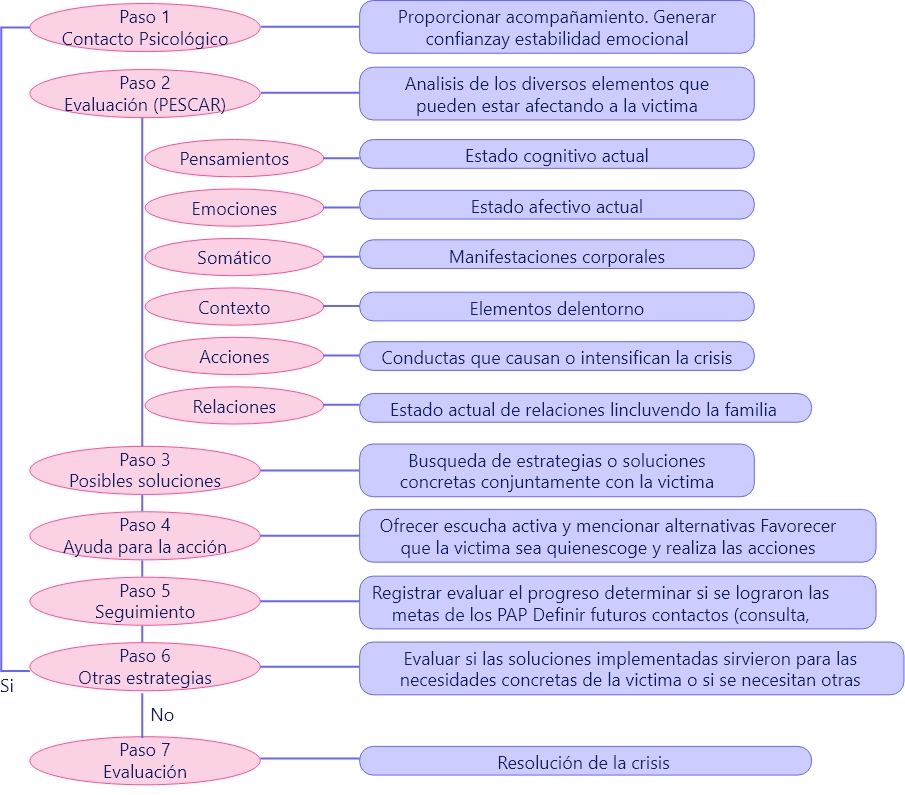 Paso 1
Contacto Psicológico
Proporcionar acompañamiento. Generar
confianzay estabilidad emocional
Paso 2
Evaluación (PESCAR)
Analisis de los diversos elementos que
pueden estar afectando a la victima
Pensamientos
Estado cognitivo actual
Emociones
Estado afectivo actual
Somático
Manifestaciones corporales
Contexto
Elementos delentorno
Acciones
Conductas que causan o intensifican la crisis
Relaciones
Estado actual de relaciones lincluvendo la familia
Paso 3
Posibles soluciones
Busqueda de estrategias o soluciones
concretas conjuntamente con la victima
Paso 4
Ayuda para la acción
Ofrecer escucha activa y mencionar alternativas Favorecer
que la victima sea quienescoge y realiza las acciones
Paso 5
Seguimiento
Registrar evaluar el progreso determinar si se lograron las
metas de los PAP Definir futuros contactos (consulta,
Paso 6
Otras estrategias
Evaluar si las soluciones implementadas sirvieron para las
necesidades concretas de la victima o si se necesitan otras
Si
No
Paso 7
Evaluación
Resolución de la crisis